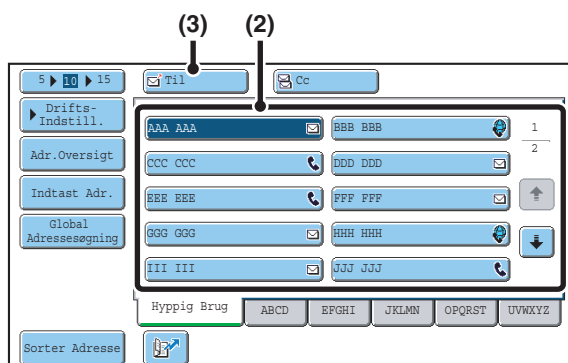 (3) (2)
5 10 15
Til
Cc
Drifts-
Indstill.
Adr.Oversigt
Indtast Adr.
Global
Adressesøgning
AAA AAA
BBB BBB
CCC CCC
DDD DDD
EEE EEE
FFF FFF
GGG GGG
HHH HHH
III III
JJJ JJJ
1
2
Hyppig Brug ABCD EFGHI JKLMN OPQRST UVWXYZ
Sorter Adresse